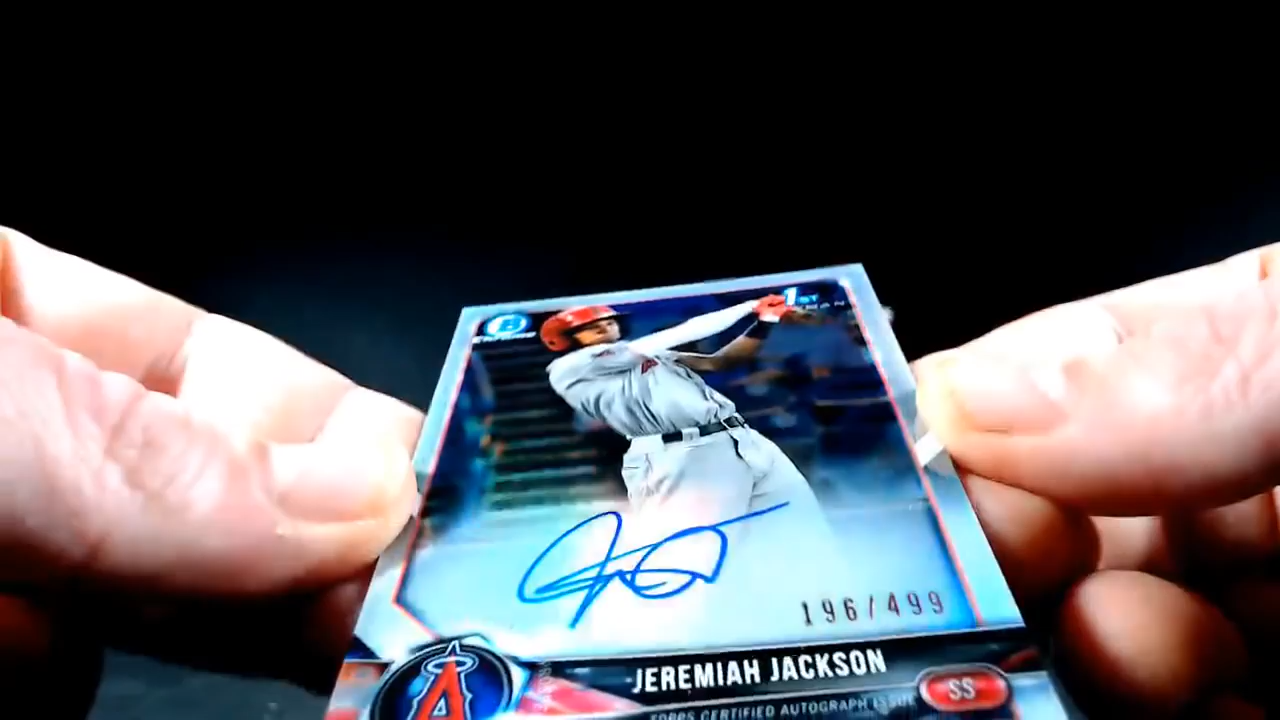 1ST
196/499
JEREMIAH JACKSON
SS
TOPPS CERTIFIED AUTOGRAPH ISSUE
A